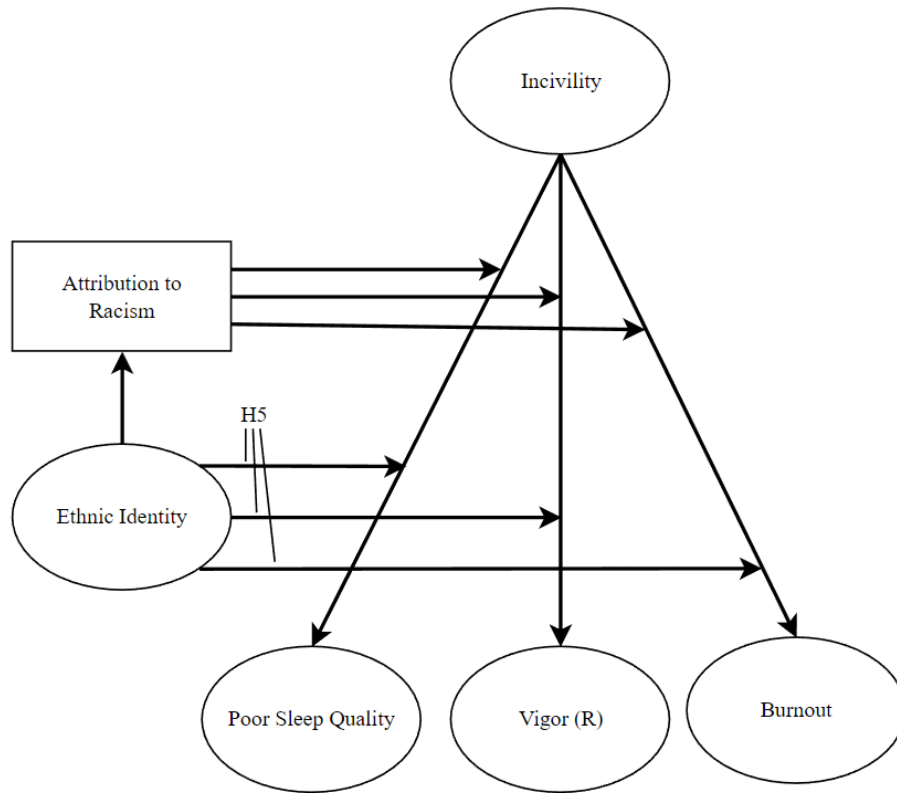 Incivility
Attribution to
Racism
H5
Ethnic Identity
Poor Sleep Quality
Vigor (R)
Burnout